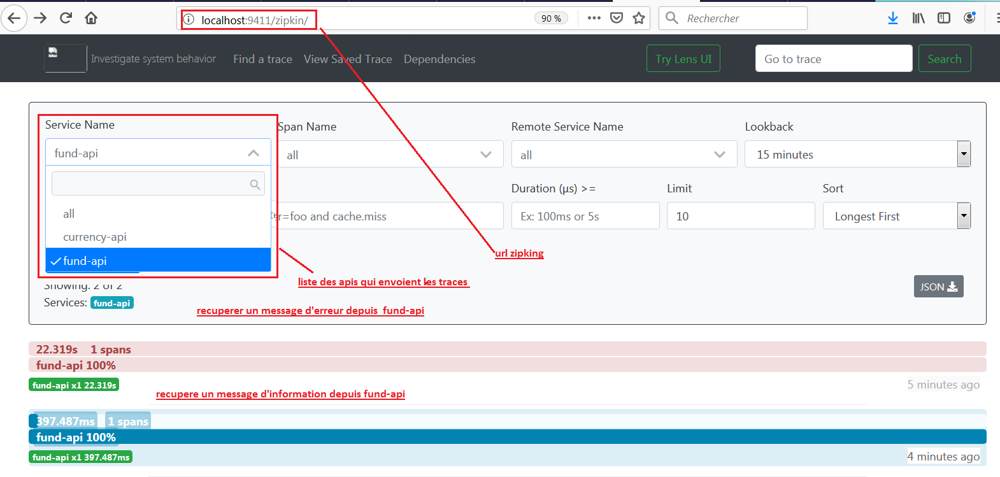 localhost:9411/zipkin/
90 %
Rechercher
Investigate system behavior
Find a trace
View Saved Trace
Dependencies
Try Lens UI
Go to trace
Search
Service Name
Span Name
Remote Service Name
Lookback
fund-api
all
all
15 minutes
Duration (μs) >=
Limit
Sort
all
r=foo and cache.miss
Ex: 100ms or 5s
10
Longest First
currency-api
fund-api
url zipking
liste des apis qui envoient les traces
Showing: 2 of 2
JSON
Services: fund-api
recuperer un message d'erreur depuis fund-api
22.319s 1 spans
fund-api 100%
fund-api x1 22.319s
5 minutes ago
recupere un message d'information depuis fund-api
397.487ms 1 spans
fund-api 100%
fund-api x1 397.487ms
4 minutes ago